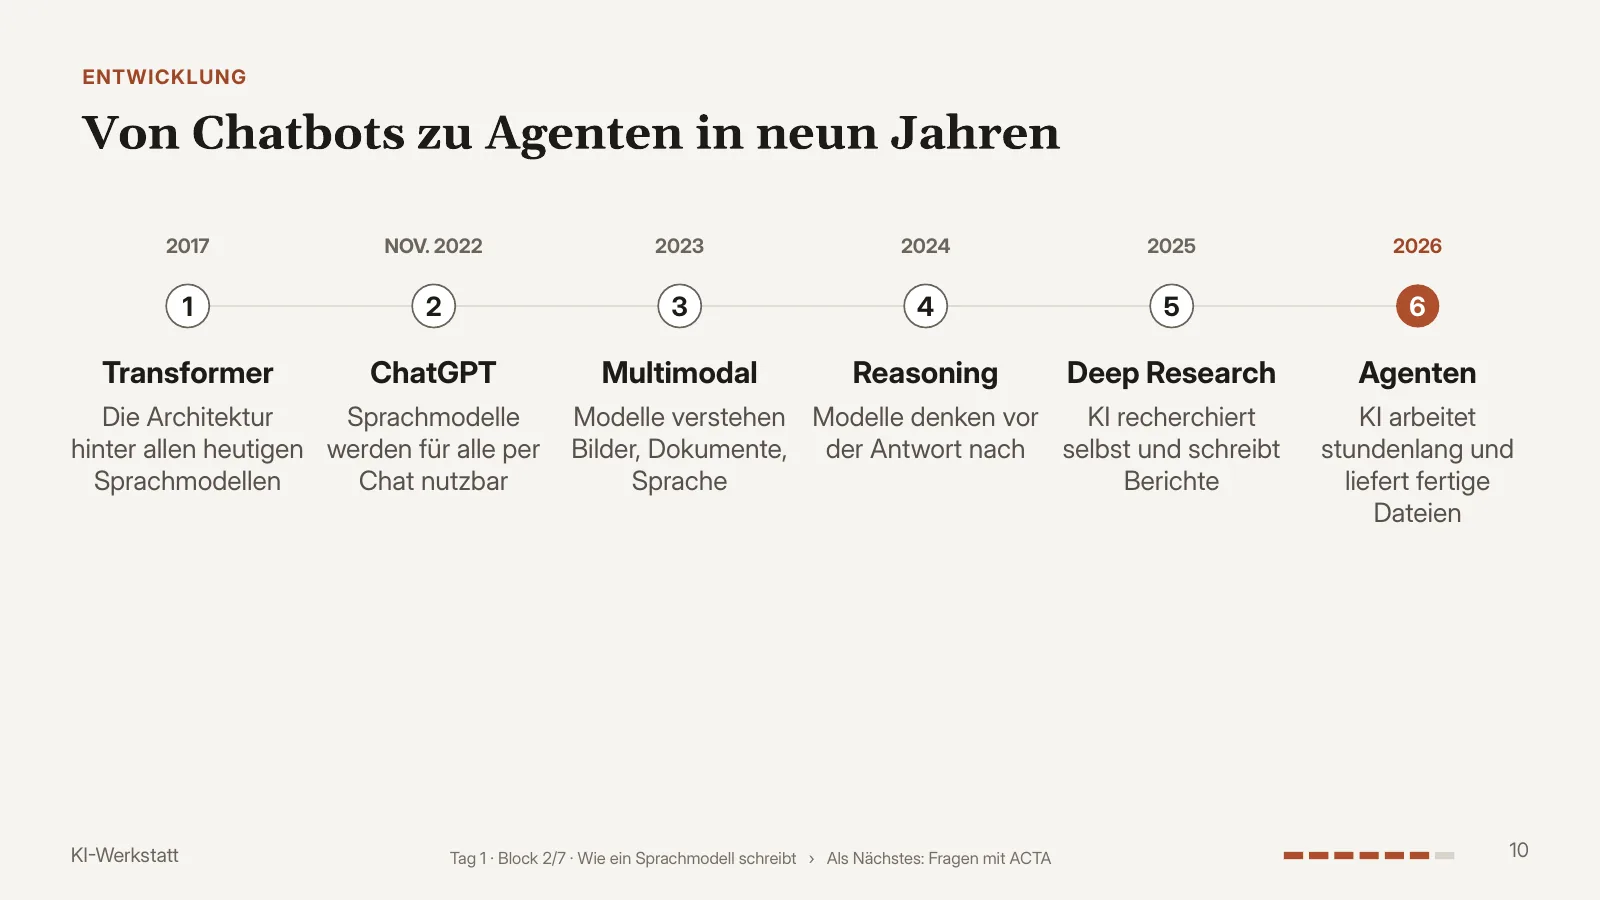 ENTWICKLUNG
Von Chatbots zu Agenten in neun Jahren
2017
1
Transformer
Die Architektur
hinter allen heutigen
Sprachmodellen
NOV. 2022
2
ChatGPT
Sprachmodelle
werden für alle per
Chat nutzbar
2023
3
Multimodal
Modelle verstehen
Bilder, Dokumente,
Sprache
2024
4
Reasoning
Modelle denken vor
der Antwort nach
2025
5
Deep Research
KI recherchiert
selbst und schreibt
Berichte
2026
6
Agenten
KI arbeitet
stundenlang und
liefert fertige
Dateien
KI-Werkstatt
Tag 1 · Block 2/7 · Wie ein Sprachmodell schreibt › Als Nächstes: Fragen mit ACTA
10